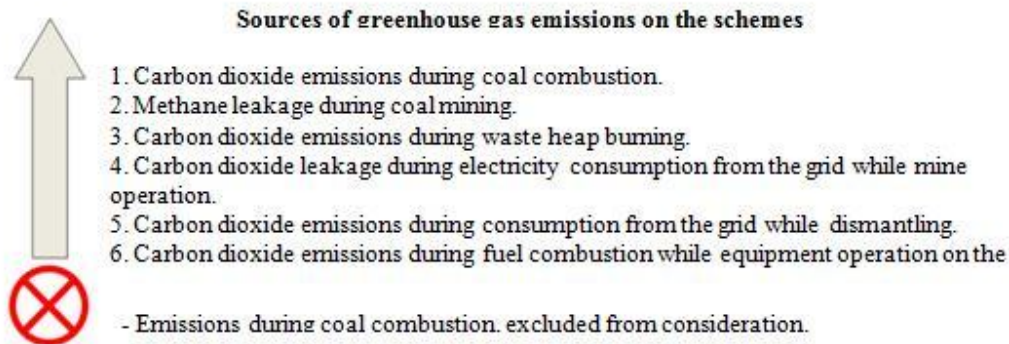 Sources of greenhouse gas emissions on the schemes
1. Carbon dioxide emissions during coal combustion.
2. Methane leakage during coal mining.
3. Carbon dioxide emissions during waste heap burning.
4. Carbon dioxide leakage during electricity consumption from the grid while mine
operation.
5. Carbon dioxide emissions during consumption from the grid while dismantling.
6. Carbon dioxide emissions during fuel combustion while equipment operation on the
- Emissions during coal combustion, excluded from consideration.